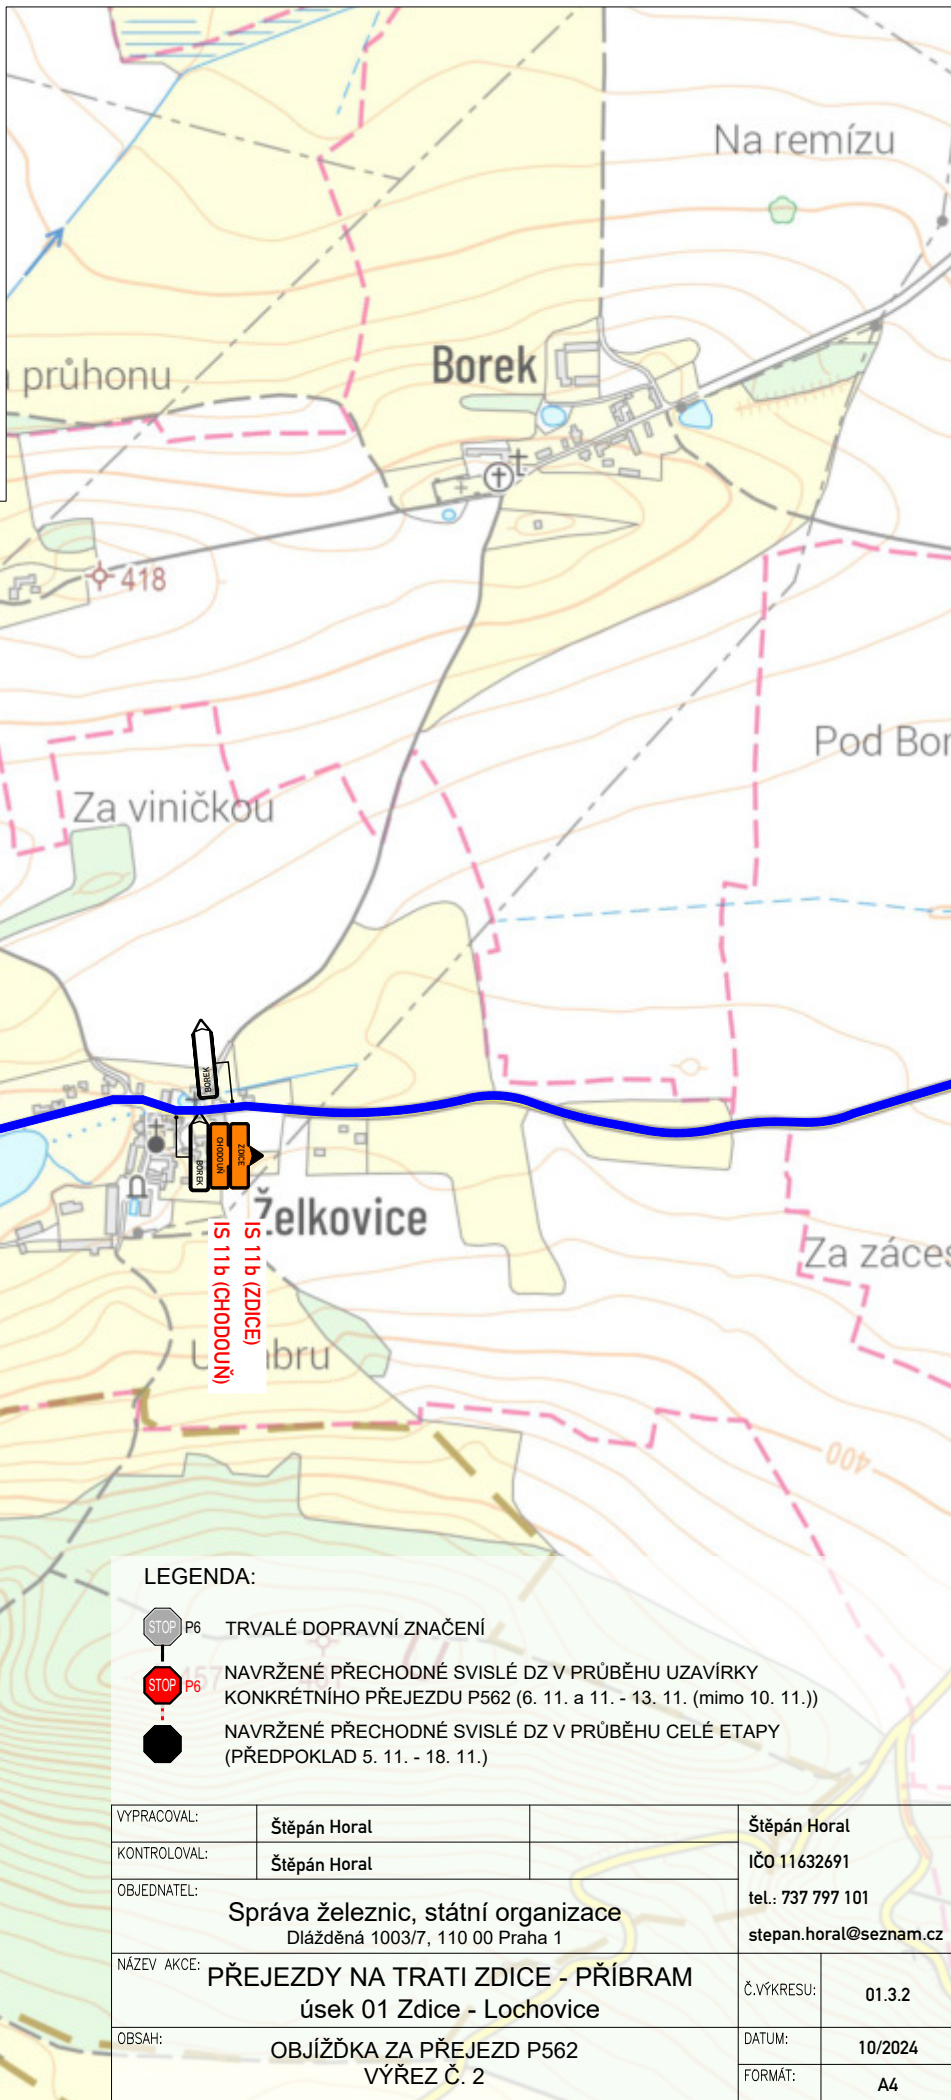 Na remízu
Borek
průhonu
418
Pod Bor
Za viničkou
BOREK
BOREK
CHODOUŇ
ZDICE
Želkovice
IS 11b (ZDICE)
IS 11b (CHODOUŇ)
Za záces
U
bru
400
LEGENDA:
STOP P6 TRVALÉ DOPRAVNÍ ZNAČENÍ
STOP P6 NAVRŽENÉ PŘECHODNÉ SVISLÉ DZ V PRŮBĚHU UZAVÍRKY
KONKRÉTNÍHO PŘEJEZDU P562 (6. 11. a 11. - 13. 11. (mimo 10. 11.))
NAVRŽENÉ PŘECHODNÉ SVISLÉ DZ V PRŮBĚHU CELÉ ETAPY
(PŘEDPOKLAD 5. 11. - 18. 11.)
VYPRACOVAL: Štěpán Horal
KONTROLOVAL: Štěpán Horal
Štěpán Horal
IČO 11632691
tel.: 737 797 101
stepan.horal@seznam.cz
OBJEDNATEL:
Správa železnic, státní organizace
Dlážděná 1003/7, 110 00 Praha 1
NÁZEV AKCE:
PŘEJEZDY NA TRATI ZDICE - PŘÍBRAM
úsek 01 Zdice - Lochovice
Č.VÝKRESU: 01.3.2
OBSAH:
OBJÍŽĎKA ZA PŘEJEZD P562
VÝŘEZ Č. 2
DATUM: 10/2024
FORMÁT: A4